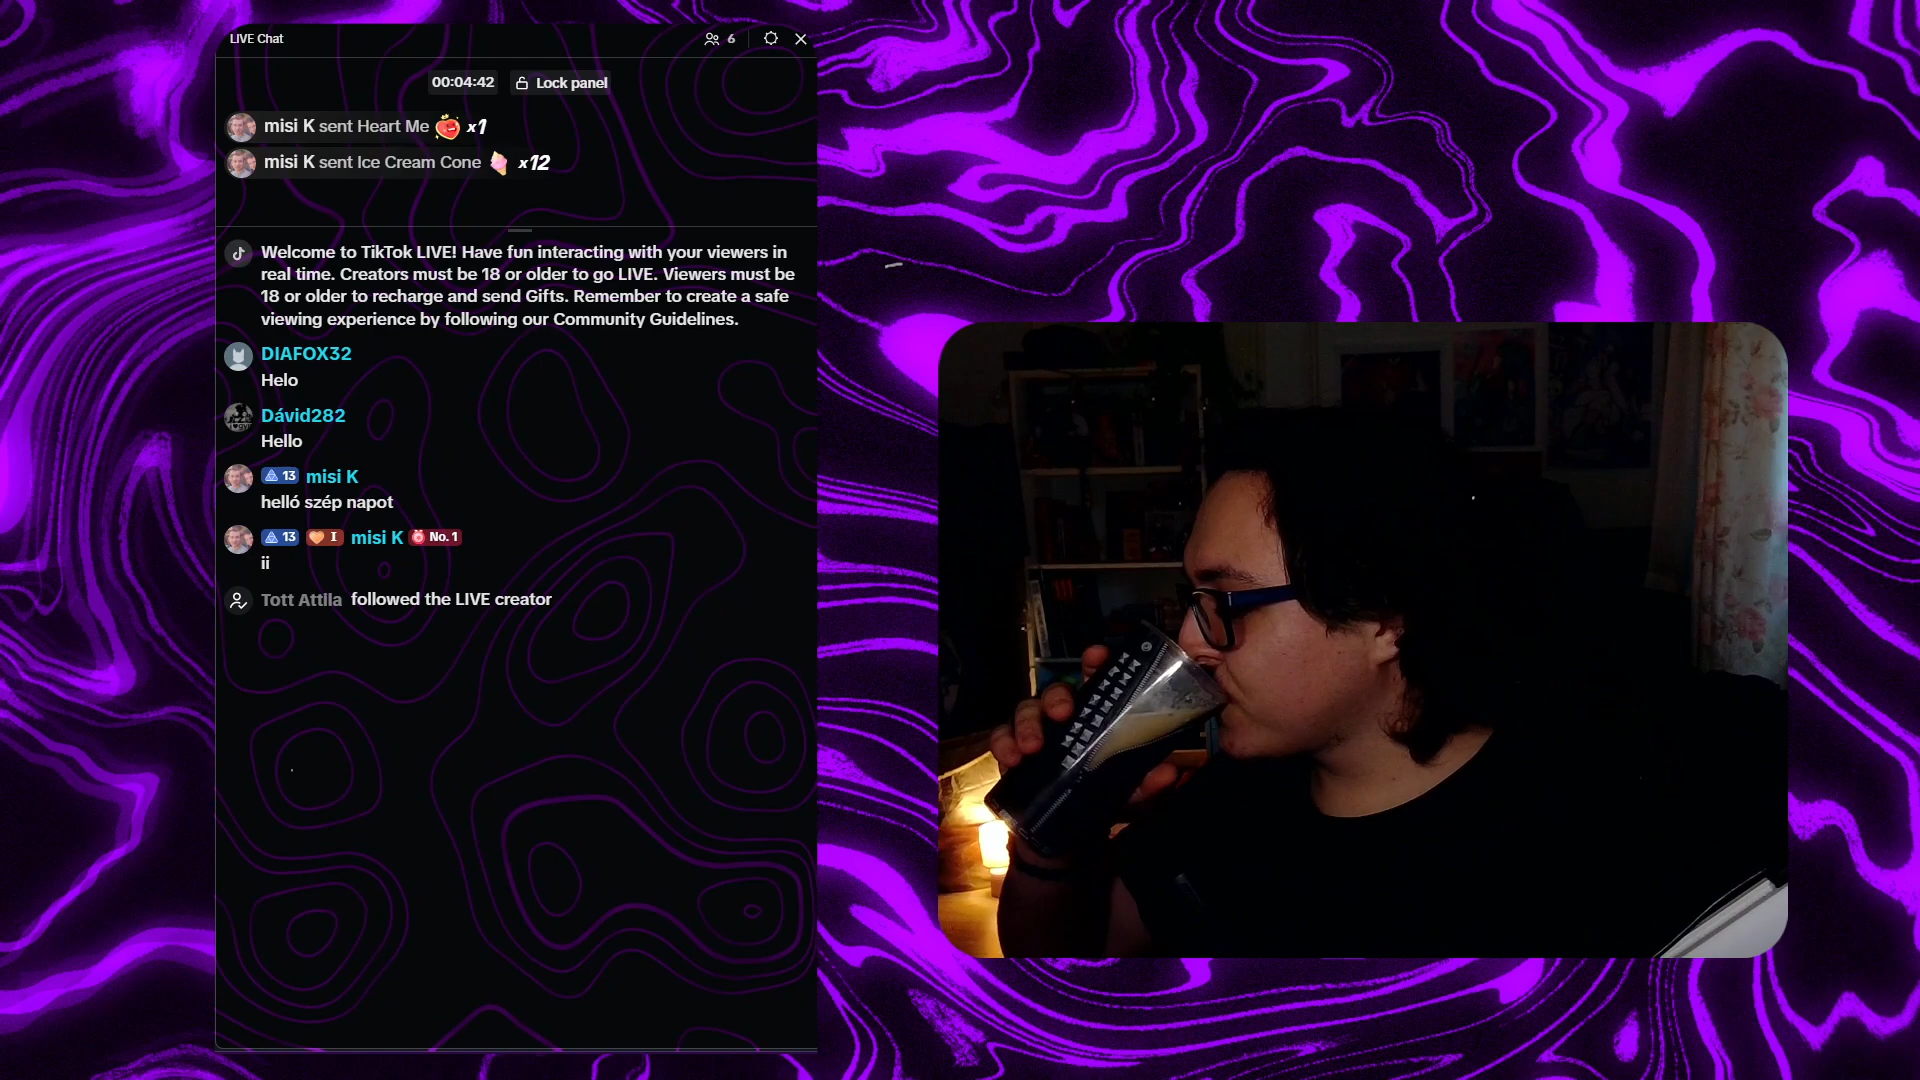 LIVE Chat
6
00:04:42
Lock panel
misi K sent Heart Me x1
misi K sent Ice Cream Cone x12
Welcome to TikTok LIVE! Have fun interacting with your viewers in
real time. Creators must be 18 or older to go LIVE. Viewers must be
18 or older to recharge and send Gifts. Remember to create a safe
viewing experience by following our Community Guidelines.
DIAFOX32
Helo
Dávid282
Hello
13 misi K
helló szép napot
13 I misi K No. 1
ii
Tott Attila followed the LIVE creator